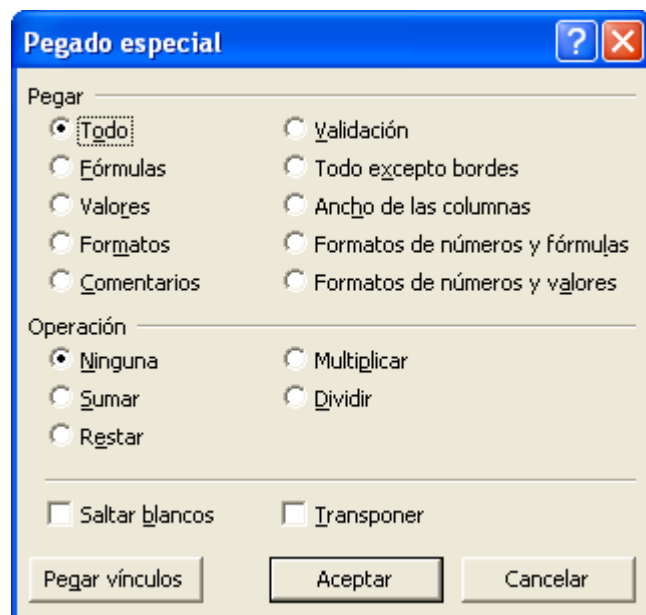 Pegado especial
Pegar
Todo
Validación
Fórmulas
Todo excepto bordes
Valores
Ancho de las columnas
Formatos
Formatos de números y fórmulas
Comentarios
Formatos de números y valores
Operación
Ninguna
Multiplicar
Sumar
Dividir
Restar
Saltar blancos
Transponer
Pegar vínculos
Aceptar
Cancelar